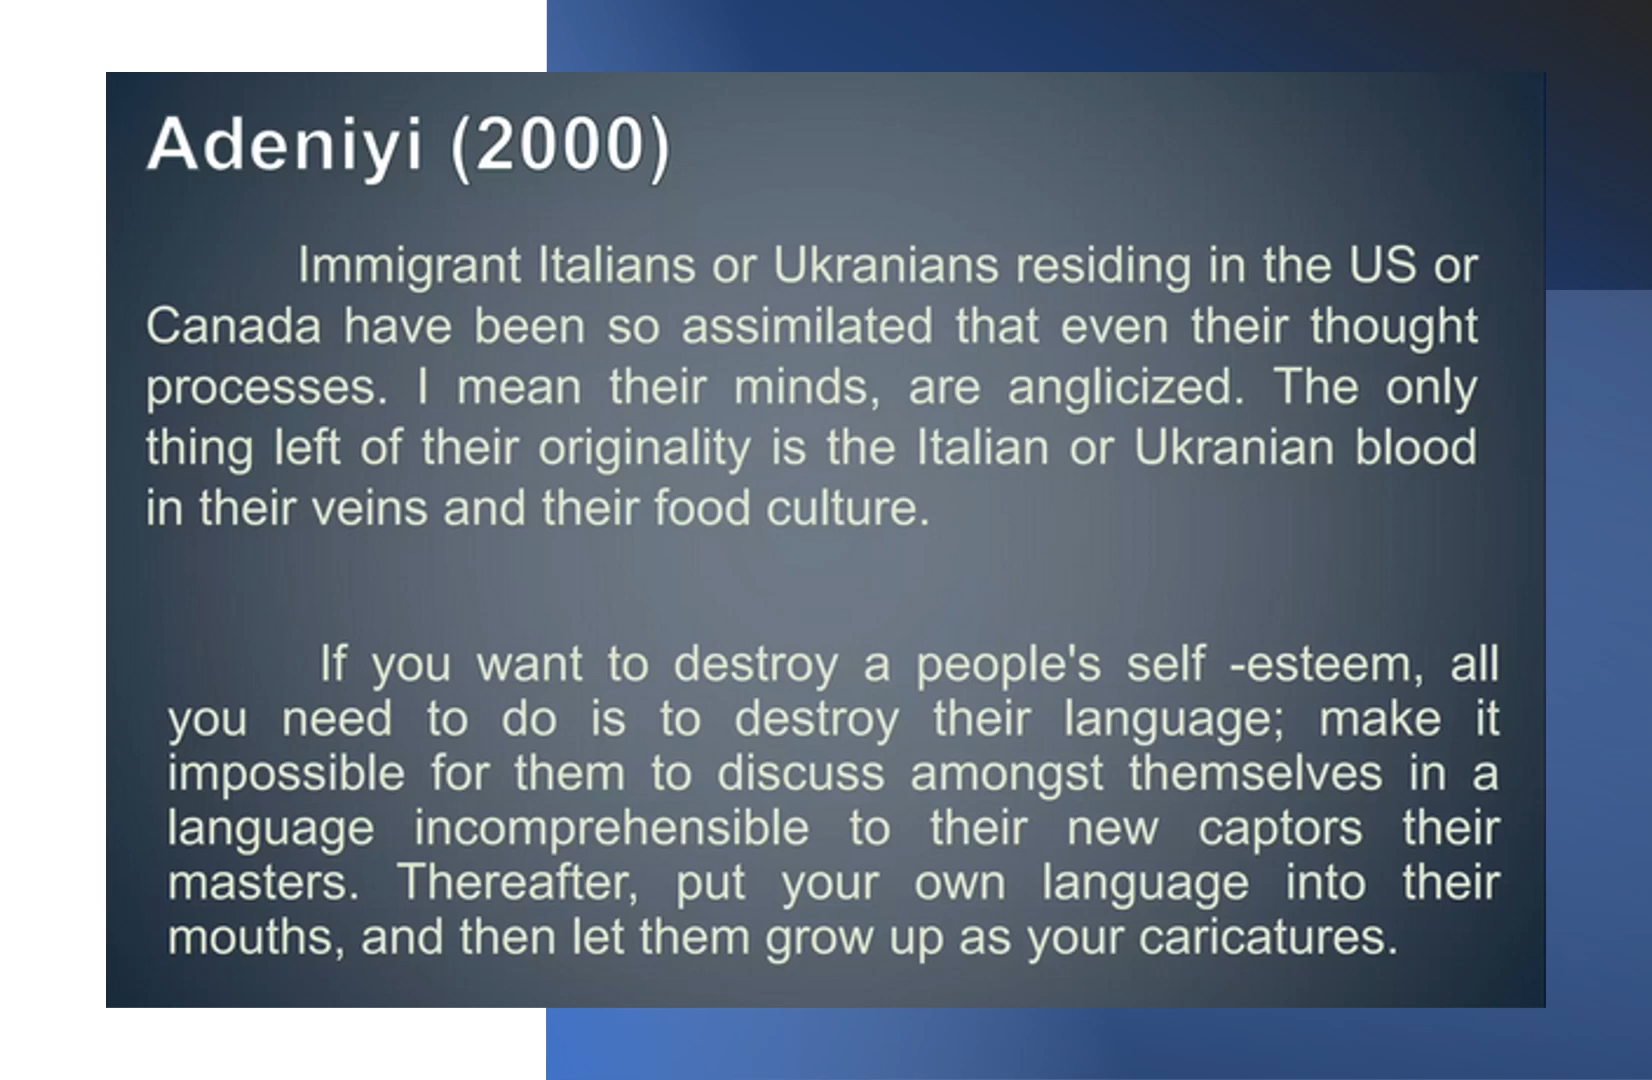 Adeniyi (2000)
Immigrant Italians or Ukranians residing in the US or
Canada have been so assimilated that even their thought
processes. I mean their minds, are anglicized. The only
thing left of their originality is the Italian or Ukranian blood
in their veins and their food culture.
If you want to destroy a people's self -esteem, all
you need to do is to destroy their language; make it
impossible for them to discuss amongst themselves in a
language incomprehensible to their new captors their
masters. Thereafter, put your own language into their
mouths, and then let them grow up as your caricatures.